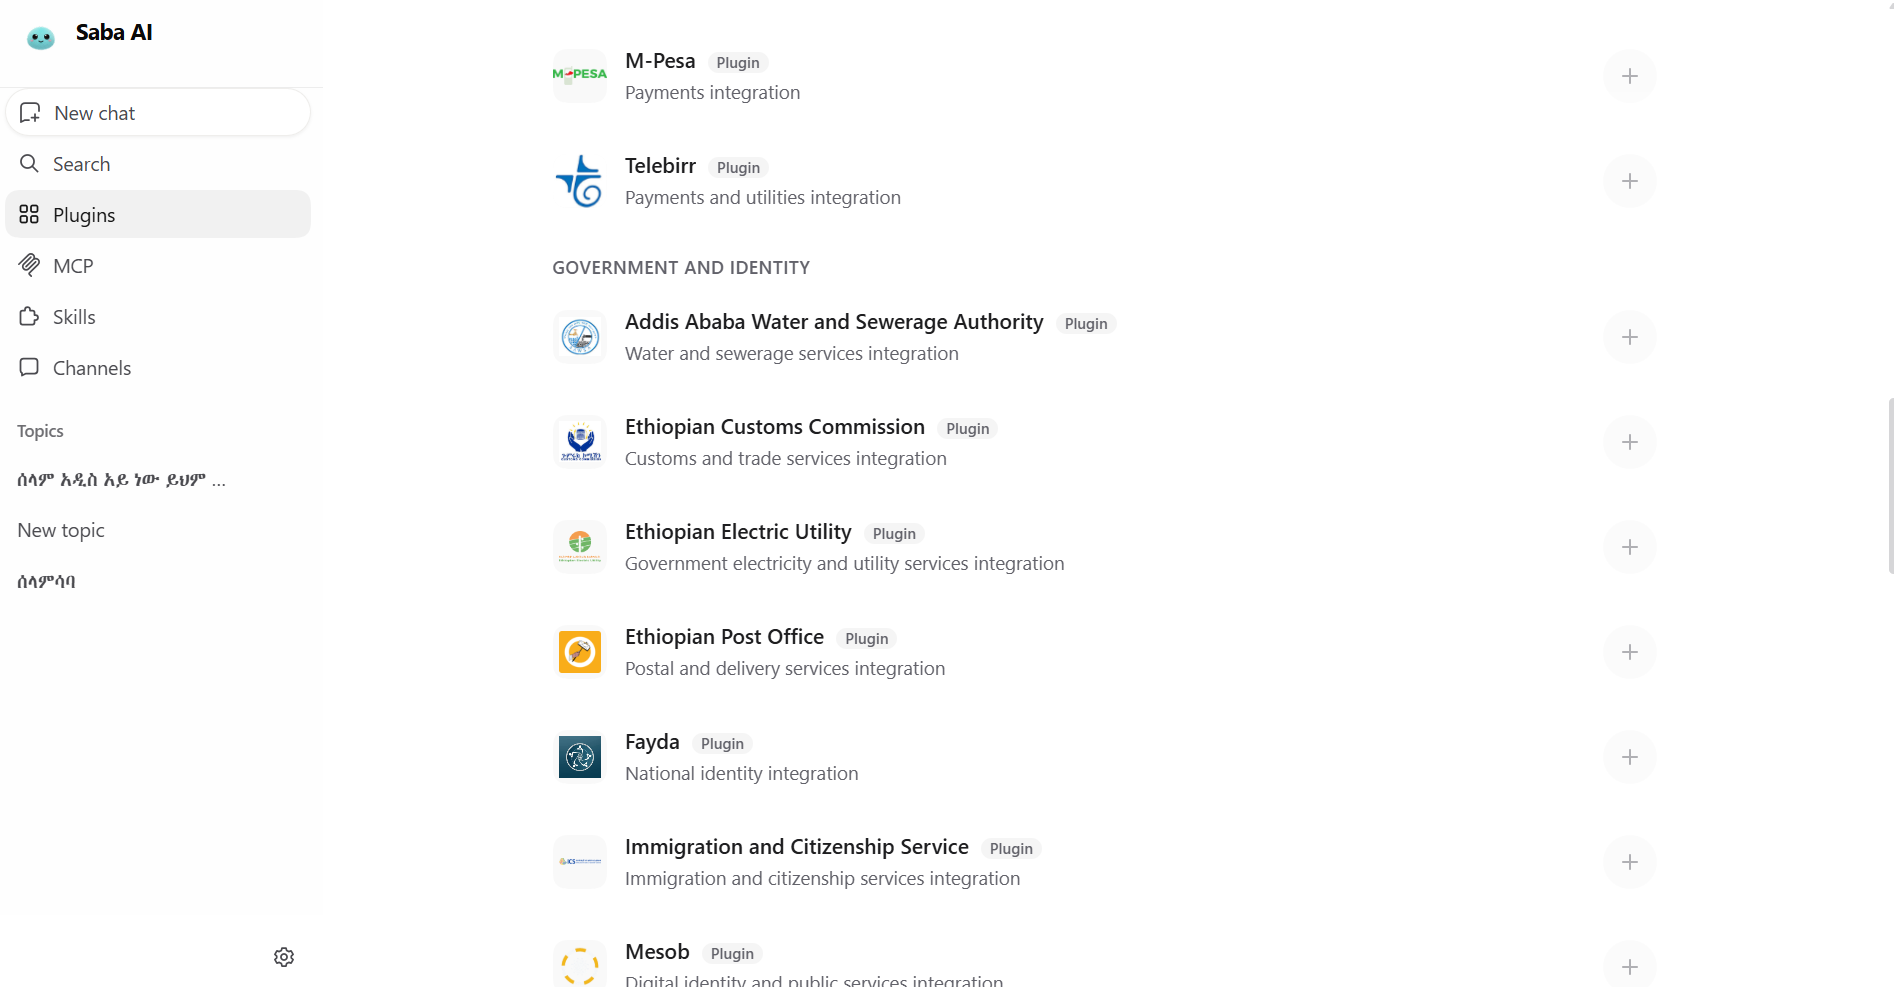 Saba AI
New chat
Search
Plugins
MCP
Skills
Channels
Topics
ሰላም አዲስ አይ ነው ይህም ...
New topic
ሰላምሳባ
M-PESA
M-Pesa Plugin
Payments integration
Telebirr Plugin
Payments and utilities integration
GOVERNMENT AND IDENTITY
Addis Ababa Water and Sewerage Authority Plugin
Water and sewerage services integration
Ethiopian Customs Commission Plugin
Customs and trade services integration
Ethiopian Electric Utility Plugin
Government electricity and utility services integration
Ethiopian Post Office Plugin
Postal and delivery services integration
Fayda Plugin
National identity integration
ICS
Immigration and Citizenship Service Plugin
Immigration and citizenship services integration
Mesob Plugin
Digital identity and public services integration